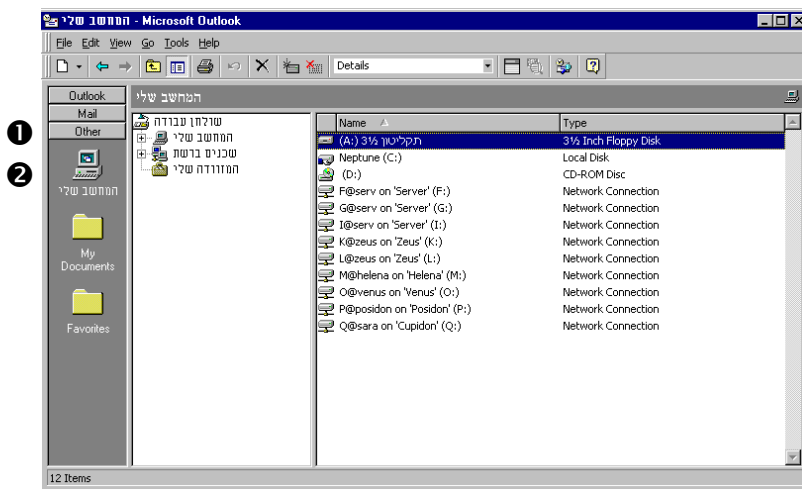 המחשב שלי - Microsoft Outlook
File Edit View Go Tools Help
Details
Outlook
Mail
Other
המחשב שלי
My
Documents
Favorites
המחשב שלי
שולחן עבודה
המחשב שלי
שכנים ברשת
המזוודה שלי
Name Type
תקליטון 3½ (A:) 3½ Inch Floppy Disk
Neptune (C:) Local Disk
(D:) CD-ROM Disc
F@serv on 'Server' (F:) Network Connection
G@serv on 'Server' (G:) Network Connection
I@serv on 'Server' (I:) Network Connection
K@zeus on 'Zeus' (K:) Network Connection
L@zeus on 'Zeus' (L:) Network Connection
M@helena on 'Helena' (M:) Network Connection
O@venus on 'Venus' (O:) Network Connection
P@posidon on 'Posidon' (P:) Network Connection
Q@sara on 'Cupidon' (Q:) Network Connection
12 Items
❶
❷